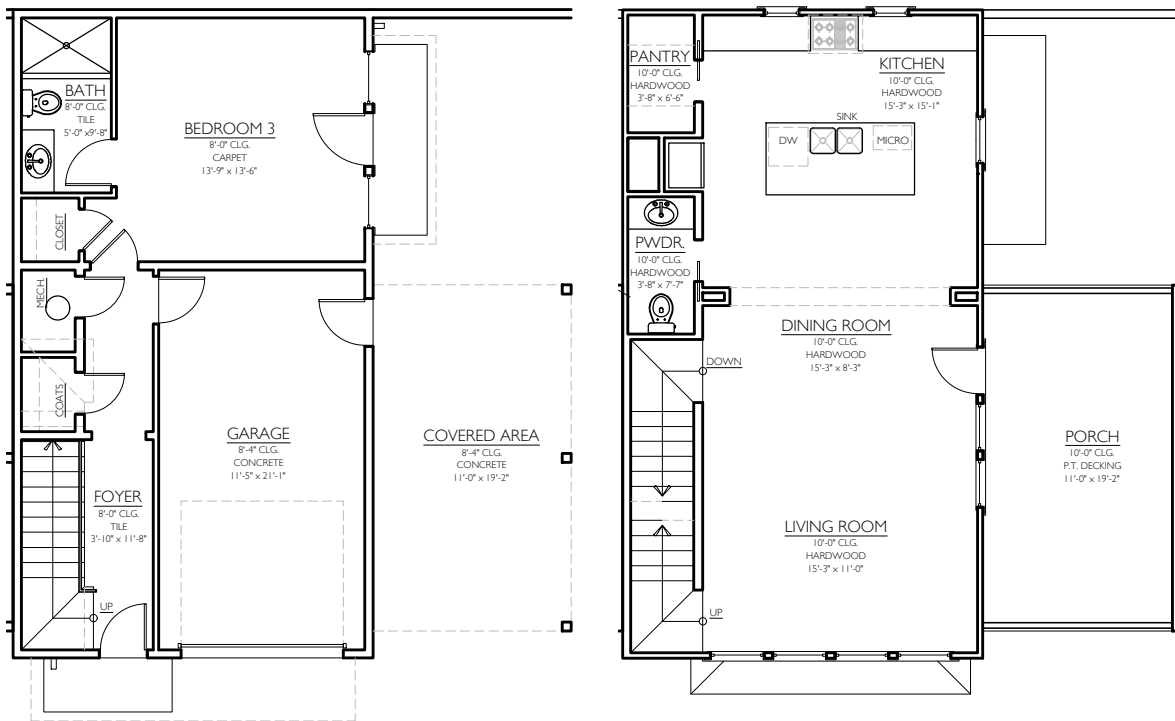 BATH
8'-0" CLG.
TILE
5'-0" x9'-8"
BEDROOM 3
8'-0" CLG.
CARPET
13'-9" x 13'-6"
CLOSET
MECH.
COATS
GARAGE
8'-4" CLG.
CONCRETE
11'-5" x 21'-1"
COVERED AREA
8'-4" CLG.
CONCRETE
11'-0" x 19'-2"
FOYER
8'-0" CLG.
TILE
3'-10" x 11'-8"
UP
PANTRY
10'-0" CLG.
HARDWOOD
3'-8" x 6'-6"
KITCHEN
10'-0" CLG.
HARDWOOD
15'-3" x 15'-1"
SINK
DW
MICRO
PWDR.
10'-0" CLG.
HARDWOOD
3'-8" x 7'-7"
DINING ROOM
10'-0" CLG.
HARDWOOD
15'-3" x 8'-3"
DOWN
PORCH
10'-0" CLG.
P.T. DECKING
11'-0" x 19'-2"
LIVING ROOM
10'-0" CLG.
HARDWOOD
15'-3" x 11'-0"
UP